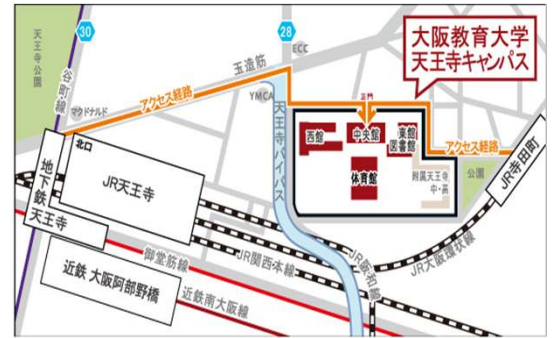 大阪教育大学
天王寺キャンパス
30
28
天王寺公園
谷町線
玉造筋
ECC
YMCA
マクドナルド
アクセス経路
正門
西館
中央館
東館
図書館
体育館
附属天王寺
中・高
アクセス経路
公園
JR寺田町
北口
JR天王寺
地下鉄
天王寺
近鉄 大阪阿部野橋
天王寺バイパス
御堂筋線
JR関西本線
JR阪和線
JR大阪環状線
近鉄南大阪線